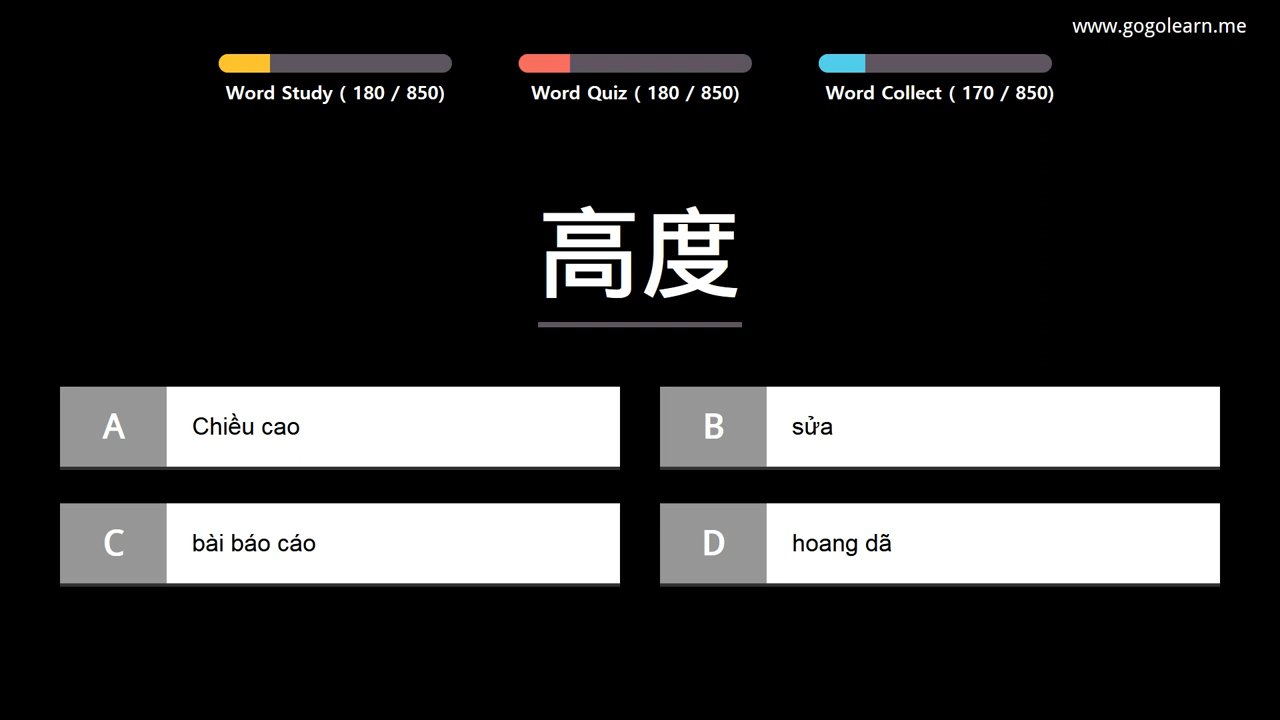 www.gogolearn.me
Word Study ( 180 / 850)
Word Quiz ( 180 / 850)
Word Collect ( 170 / 850)
高度
A Chiều cao
B sửa
C bài báo cáo
D hoang dã